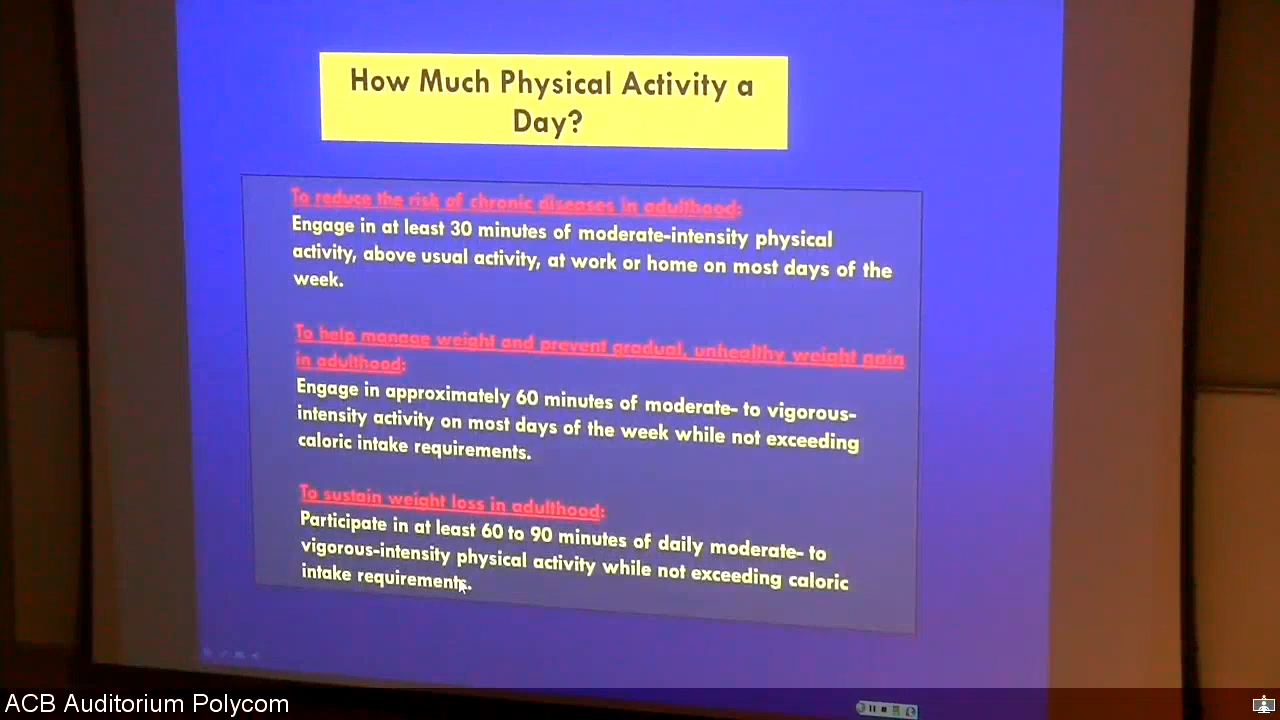 How Much Physical Activity a
Day?
To reduce the risk of chronic diseases in adulthood:
Engage in at least 30 minutes of moderate-intensity physical
activity, above usual activity, at work or home on most days of the
week.
To help manage weight and prevent gradual, unhealthy weight gain
in adulthood:
Engage in approximately 60 minutes of moderate- to vigorous-
intensity activity on most days of the week while not exceeding
caloric intake requirements.
To sustain weight loss in adulthood:
Participate in at least 60 to 90 minutes of daily moderate- to
vigorous-intensity physical activity while not exceeding caloric
intake requirements.
ACB Auditorium Polycom